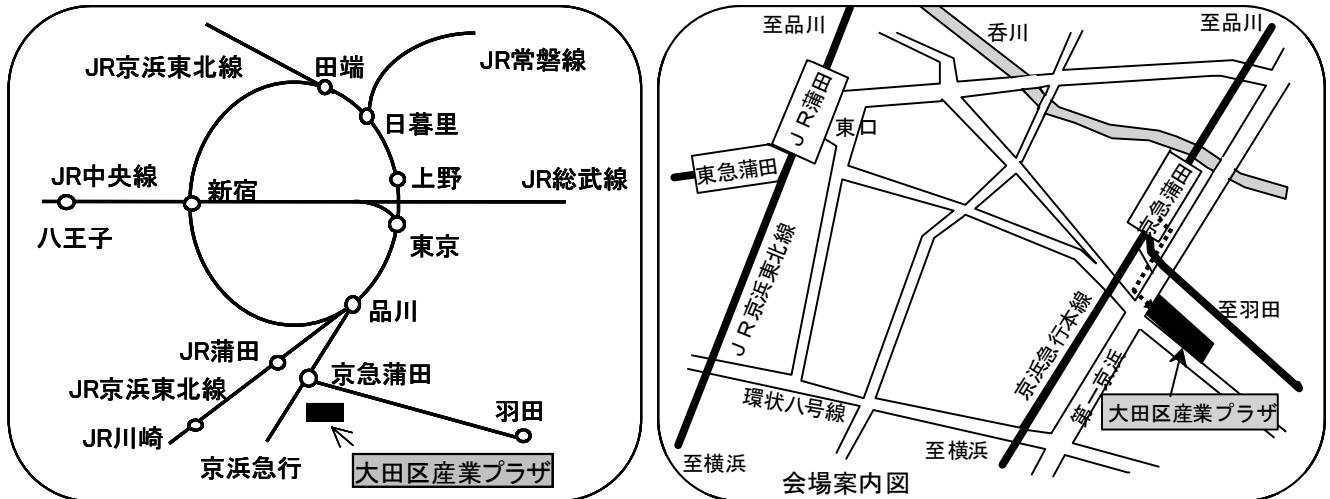 JR京浜東北線
田端
JR常磐線
日暮里
JR中央線
新宿
上野
JR総武線
八王子
東京
品川
JR蒲田
京急蒲田
JR京浜東北線
羽田
JR川崎
京浜急行
大田区産業プラザ
至品川
呑川
至品川
JR蒲田
東口
東急蒲田
京急蒲田
JR京浜東北線
至羽田
京浜急行本線
第一京浜
環状八号線
大田区産業プラザ
至横浜
至横浜
会場案内図